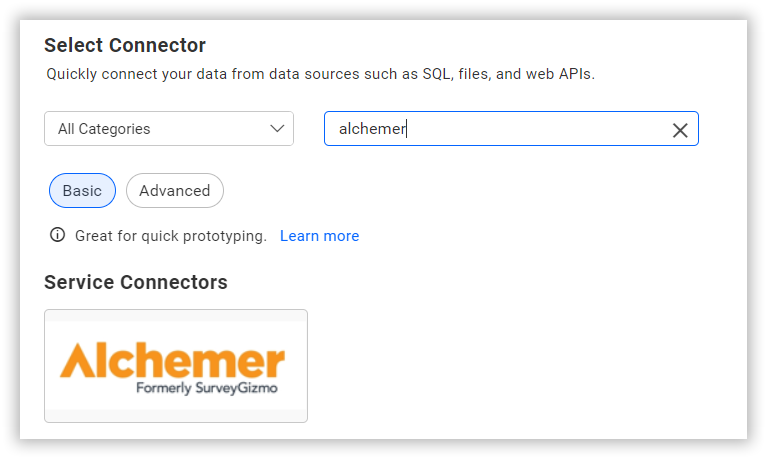 Select Connector
Quickly connect your data from data sources such as SQL, files, and web APIs.
All Categories
alchemer
Basic
Advanced
Great for quick prototyping. Learn more
Service Connectors
Alchemer
Formerly SurveyGizmo